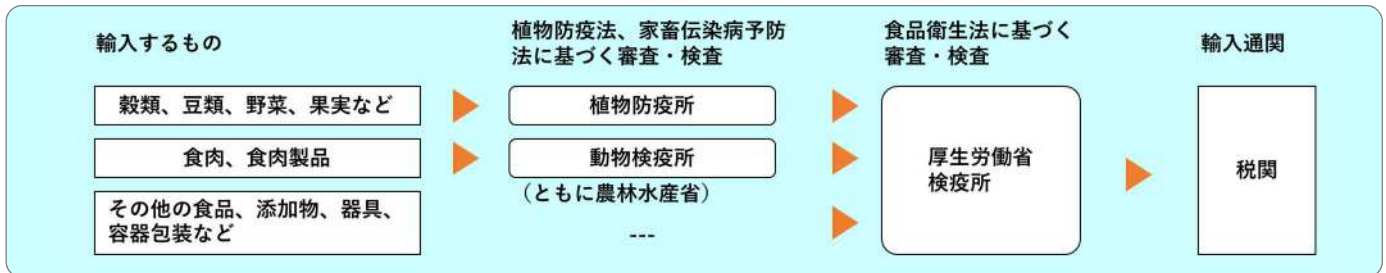 輸入するもの
植物防疫法、家畜伝染病予防
法に基づく審査・検査
食品衛生法に基づく
審査・検査
輸入通関
穀類、豆類、野菜、果実など
植物防疫所
食肉、食肉製品
動物検疫所
（ともに農林水産省）
その他の食品、添加物、器具、
容器包装など
---
厚生労働省
検疫所
税関